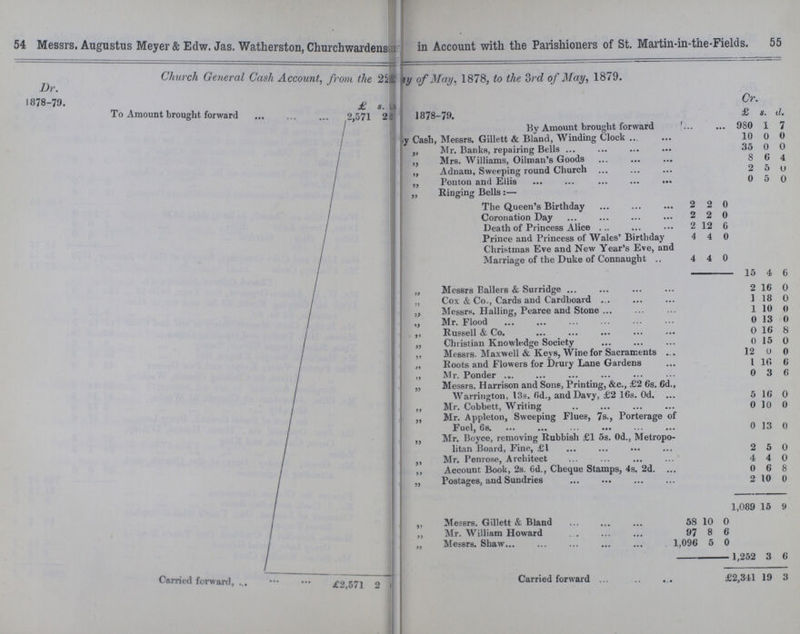 54 Messrs. Augustus Meyer & Edw. Jas. Watherston, Churchwardens
Church General Cash Account, from the
Dr.
1878-79.
£ s.
To Amount brought forward ... ... ... 2,571 2
Carried forward, ... ... ... £2,571 2
in Account with the Parishioners of St. Martin-in-the-Fields. 55
of May, 1878, to the 3rd of May, 1879.
Cr.
1878-79. £ s. d.
By Amount brought forward ... ... 980 1 7
y Cash, Messrs. Gillett & Bland, Winding Clock ... ... 10 0 0
„ Mr. Banks, repairing Bells ... ... ... ... 35 0 0
„ Mrs. Williams, Oilman's Goods ... ... ... 8 6 4
„ Adnam, Sweeping round Church ... ... ... 2 5 0
„ Ponton and Ellis ... ... ... ... ... 0 5 0
„ Ringing Bells :—
The Queen's Birthday ... ... ... 2 2 0
Coronation Day ... ... ... ... 2 2 0
Death of Princess Alice ... ... ... 2 12 6
Prince and Princess of Wales' Birthday 4 4 0
Christmas Eve and New Year's Eve, and
Marriage of the Duke of Connaught .. 4 4 0
15 4 6
„ Messrs Ballers & Surridge ... ... ... ... 2 16 0
„ Cox & Co., Cards and Cardboard ... ... ... 1 18 0
„ Messrs. Halling, Pearce and Stone ... ... ... 1 10 0
„ Mr. Flood ... ... ... ... ... ... 0 13 0
„ Russell & Co. ... ... ... ... ... 0 16 8
„ Christian Knowledge Society ... ... ... 0 15 0
„ Messrs. Maxwell & Keys, Wine for Sacraments ... 12 0 0
„ Roots and Flowers for Drury Lane Gardens ... 1 16 6
„ Mr. Ponder ... ... ... ... ... ... 0 3 6
„ Messrs. Harrison and Sons, Printing, &c., £2 6s. 6d.,
Warrington, 13s. 6d., and Davy, £2 16s. 0d. ... 5 16 0
„ Mr. Cobbett, Writing .. ... ... ... 0 10 0
„ Mr. Appleton, Sweeping Flues, 7s., Porterage of
Fuel, 6s. ... ... ... ... ... ... 0 13 0
„ Mr. Boyce, removing Rubbish £1 5s. 0d., Metropo-
litan Board, Fine, £1 ... ... ... ... 2 5 0
„ Mr. Penrose, Architect ... ... ... ... 4 4 0
„ Account Book, 2s. 6d., Cheque Stamps, 4s. 2d. ... 0 6 8
„ Postages, and Sundries ... ... ... ... 2 10 0
1,089 15 9
„ Messrs. Gillett & Bland ... ... ... 58 10 0
„ Mr. William Howard ... ... ... 97 8 6
„ Messrs. Shaw... ... ... ... ... 1,096 5 0
1,252 3 6
Carried forward ... .. ... £2,341 19 3